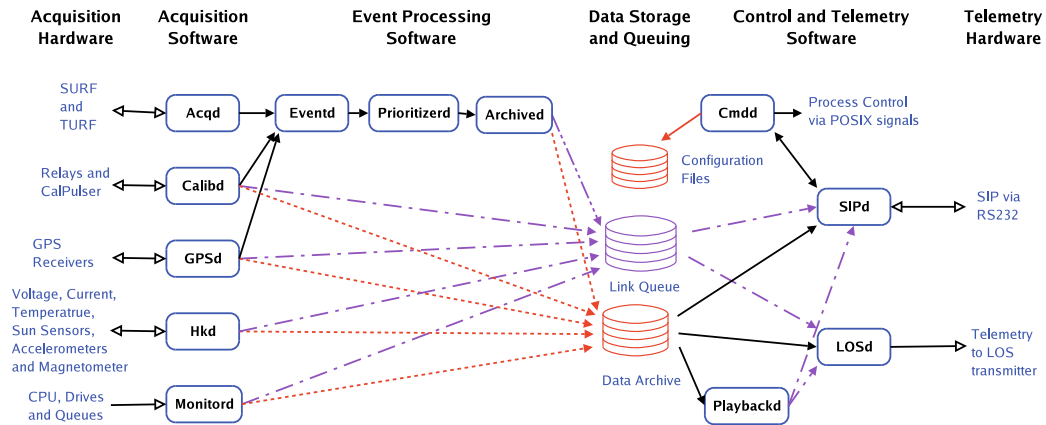 Acquisition
Hardware
Acquisition
Software
Event Processing
Software
Data Storage
and Queuing
Control and Telemetry
Software
Telemetry
Hardware
SURF
and
TURF
Acqd
Eventd
Prioritizerd
Archived
Cmdd
Process Control
via POSIX signals
Relays and
CalPulser
Calibd
Configuration
Files
SIPd
SIP via
RS232
GPS
Receivers
GPSd
Link Queue
Voltage, Current,
Temperatrue,
Sun Sensors,
Accelerometers
and Magnetometer
Hkd
LOSd
Telemetry
to LOS
transmitter
Data Archive
CPU, Drives
and Queues
Monitord
Playbackd